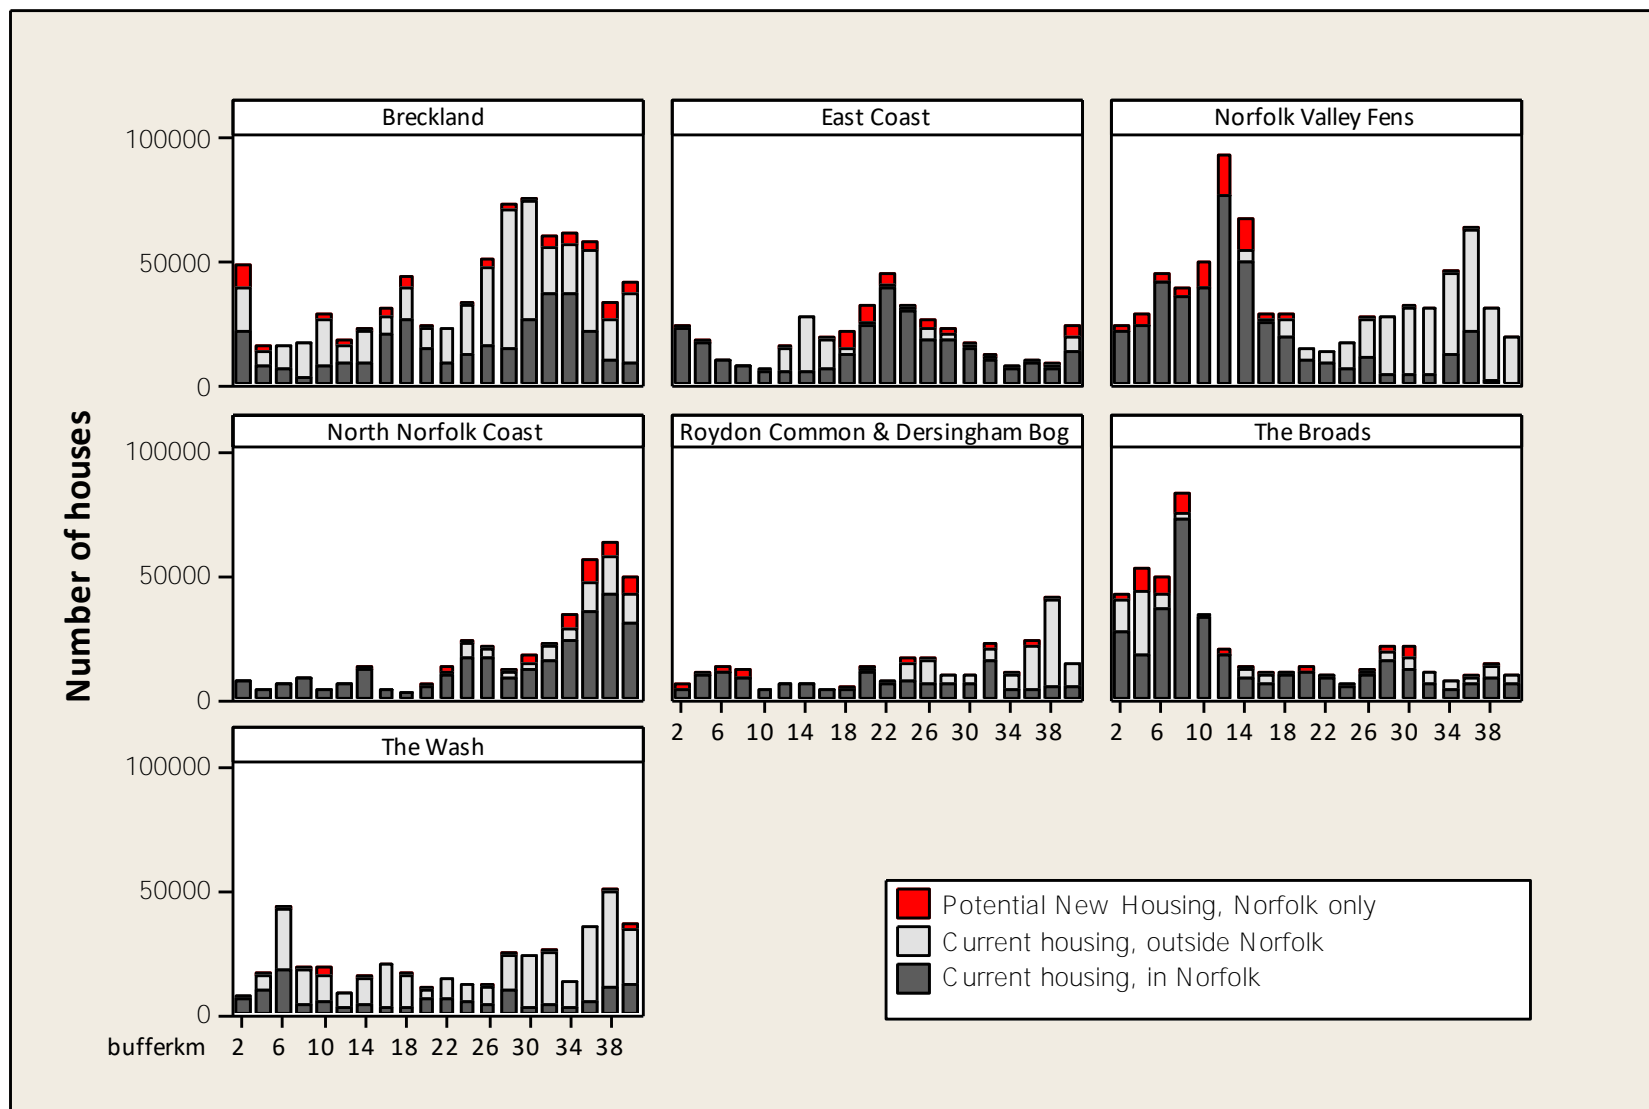 Breckland East Coast Norfolk Valley Fens
100000
50000
0
North Norfolk Coast Roydon Common & Dersingham Bog The Broads
100000
50000
0
2 6 10 14 18 22 26 30 34 38 2 6 10 14 18 22 26 30 34 38
The Wash
100000
50000
0
bufferkm 2 6 10 14 18 22 26 30 34 38
Number of houses
Potential New Housing, Norfolk only
Current housing, outside Norfolk
Current housing, in Norfolk